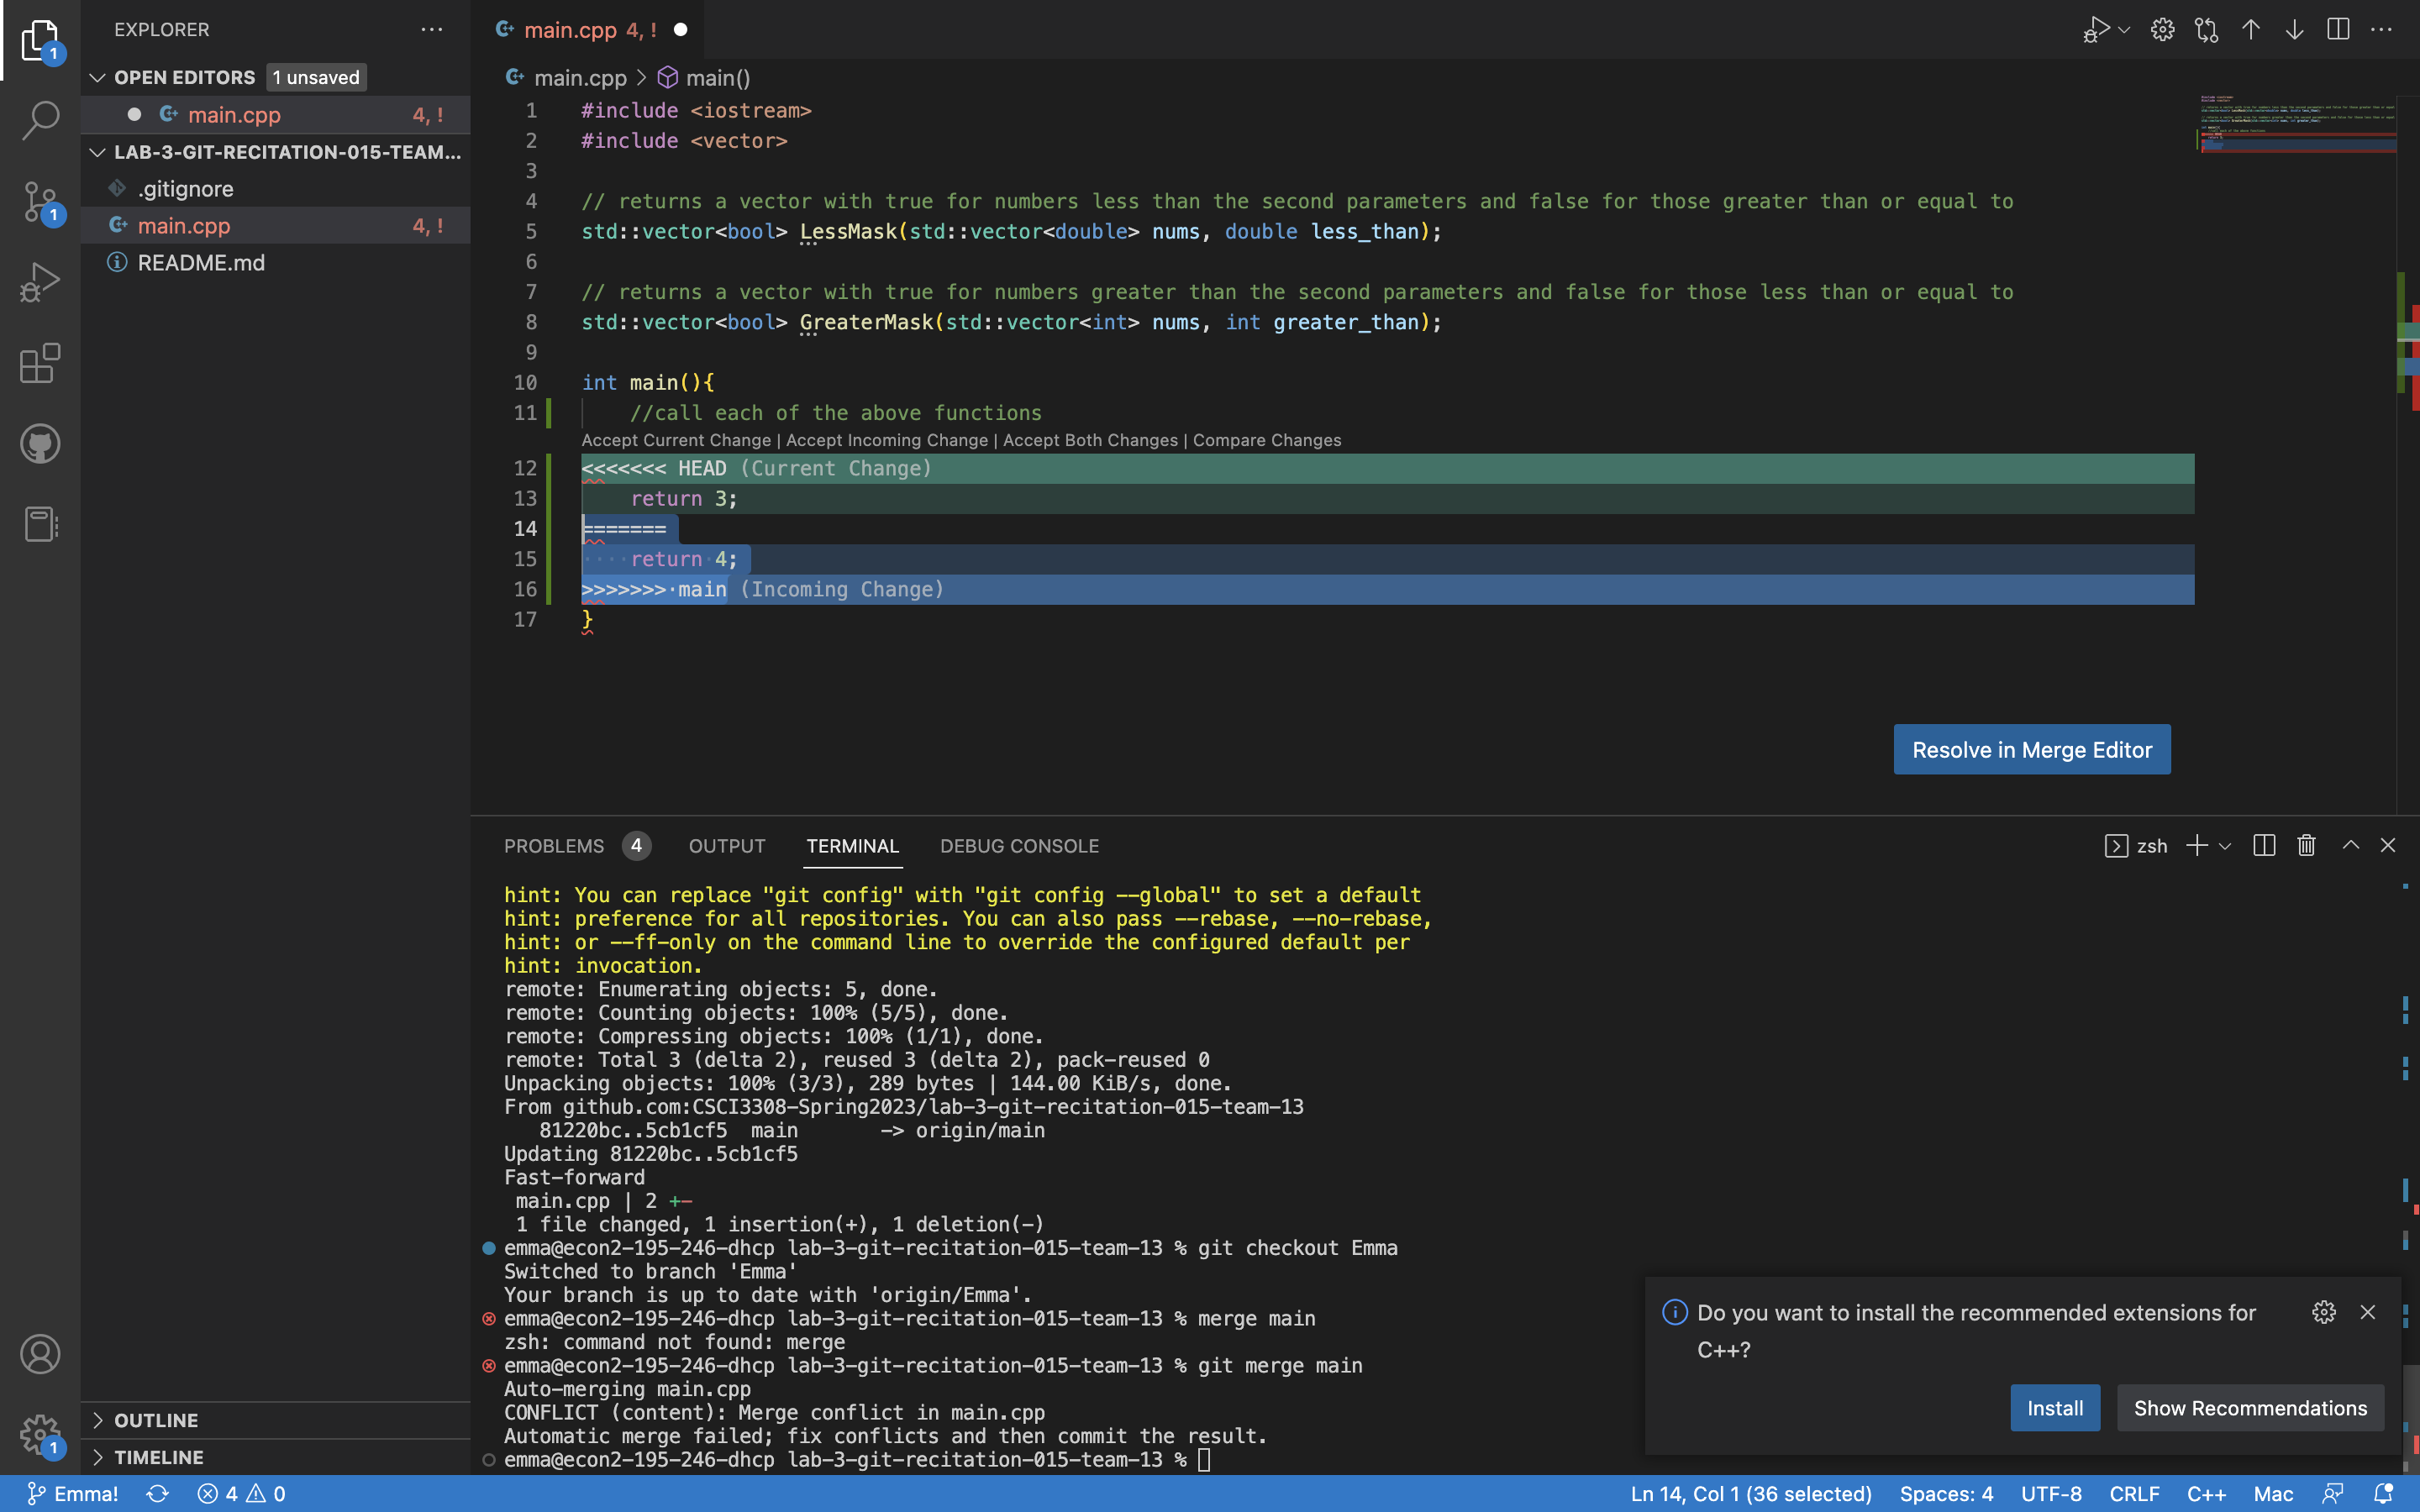 EXPLORER
OPEN EDITORS 1 unsaved
main.cpp 4, !
LAB-3-GIT-RECITATION-015-TEAM...
.gitignore
main.cpp 4, !
README.md
OUTLINE
TIMELINE
main.cpp 4, !
main.cpp > main()
1 #include <iostream>
2 #include <vector>
3
4 // returns a vector with true for numbers less than the second parameters and false for those greater than or equal to
5 std::vector<bool> LessMask(std::vector<double> nums, double less_than);
6
7 // returns a vector with true for numbers greater than the second parameters and false for those less than or equal to
8 std::vector<bool> GreaterMask(std::vector<int> nums, int greater_than);
9
10 int main(){
11 //call each of the above functions
Accept Current Change | Accept Incoming Change | Accept Both Changes | Compare Changes
12 <<<<<<< HEAD (Current Change)
13 return 3;
14 =======
15 ····return·4;
16 >>>>>>>·main (Incoming Change)
17 }
Resolve in Merge Editor
PROBLEMS 4 OUTPUT TERMINAL DEBUG CONSOLE zsh
hint: You can replace "git config" with "git config --global" to set a default
hint: preference for all repositories. You can also pass --rebase, --no-rebase,
hint: or --ff-only on the command line to override the configured default per
hint: invocation.
remote: Enumerating objects: 5, done.
remote: Counting objects: 100% (5/5), done.
remote: Compressing objects: 100% (1/1), done.
remote: Total 3 (delta 2), reused 3 (delta 2), pack-reused 0
Unpacking objects: 100% (3/3), 289 bytes | 144.00 KiB/s, done.
From github.com:CSCI3308-Spring2023/lab-3-git-recitation-015-team-13
81220bc..5cb1cf5 main -> origin/main
Updating 81220bc..5cb1cf5
Fast-forward
main.cpp | 2 +-
1 file changed, 1 insertion(+), 1 deletion(-)
emma@econ2-195-246-dhcp lab-3-git-recitation-015-team-13 % git checkout Emma
Switched to branch 'Emma'
Your branch is up to date with 'origin/Emma'.
emma@econ2-195-246-dhcp lab-3-git-recitation-015-team-13 % merge main
zsh: command not found: merge
emma@econ2-195-246-dhcp lab-3-git-recitation-015-team-13 % git merge main
Auto-merging main.cpp
CONFLICT (content): Merge conflict in main.cpp
Automatic merge failed; fix conflicts and then commit the result.
emma@econ2-195-246-dhcp lab-3-git-recitation-015-team-13 %
Do you want to install the recommended extensions for
C++?
Install Show Recommendations
1
1
1
Emma! 4 0 Ln 14, Col 1 (36 selected) Spaces: 4 UTF-8 CRLF C++ Mac